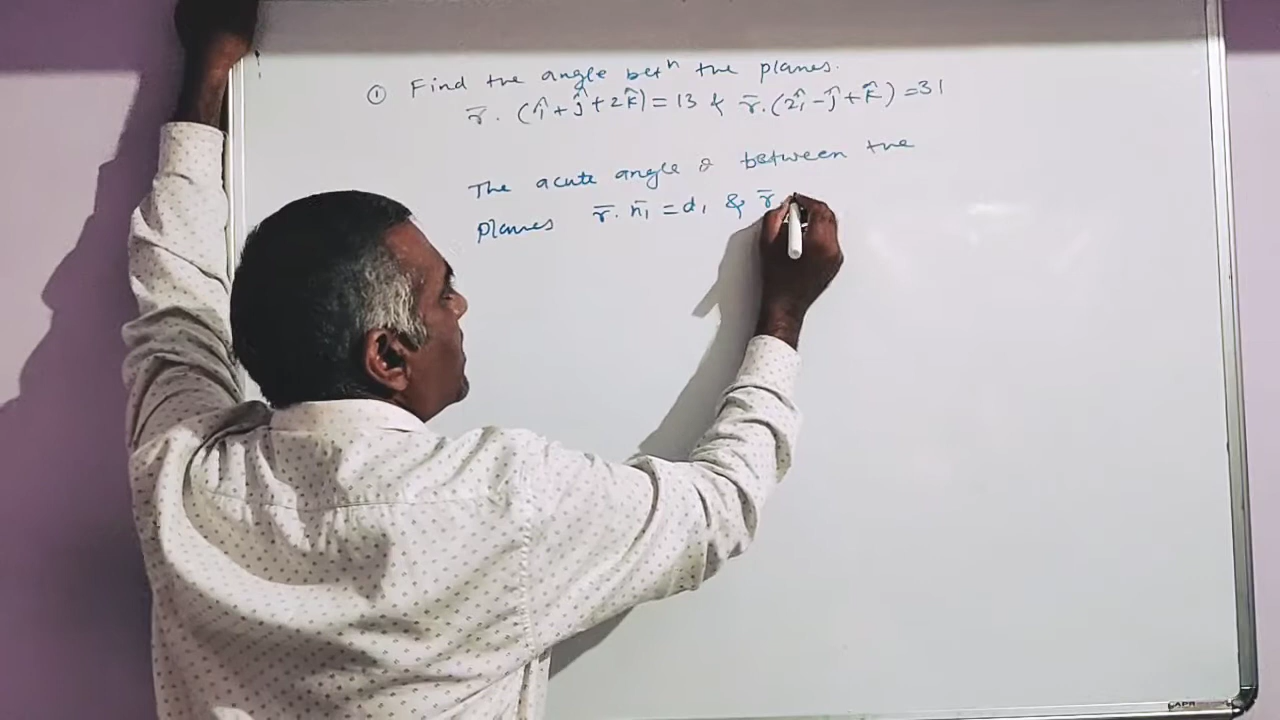 ① Find the angle betⁿ the planes.
r̄. (î+ĵ+2k̂)=13 & r̄.(2î-ĵ+k̂)=31
The acute angle θ between the
planes r̄. n̄₁ =d₁ & r̄